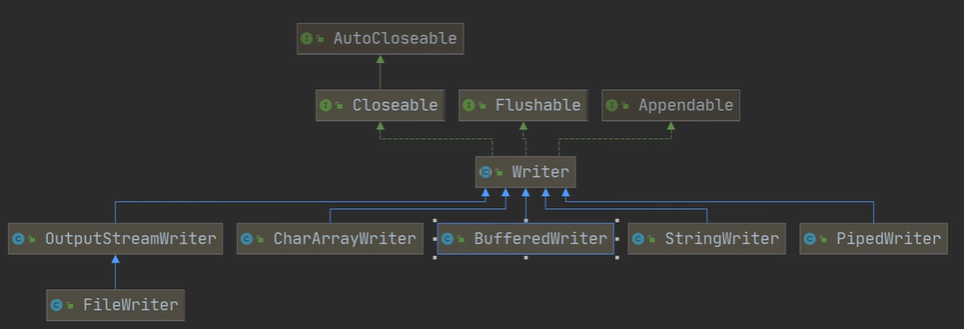 AutoCloseable
Closeable Flushable Appendable
Writer
OutputStreamWriter CharArrayWriter BufferedWriter StringWriter PipedWriter
FileWriter